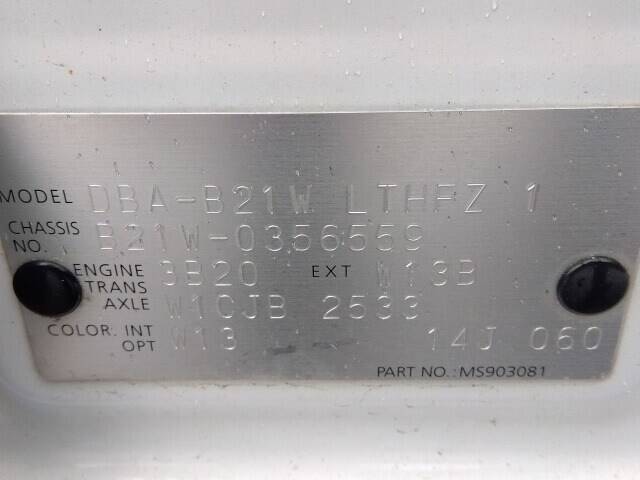 MODEL DBA-B21W LTHFZ 1
CHASSIS NO. B21W-0356559
ENGINE 3B20 EXT W13B
TRANS AXLE W1CJB 2533
COLOR: INT OPT W13 -- 14J 060
PART NO.:MS903081